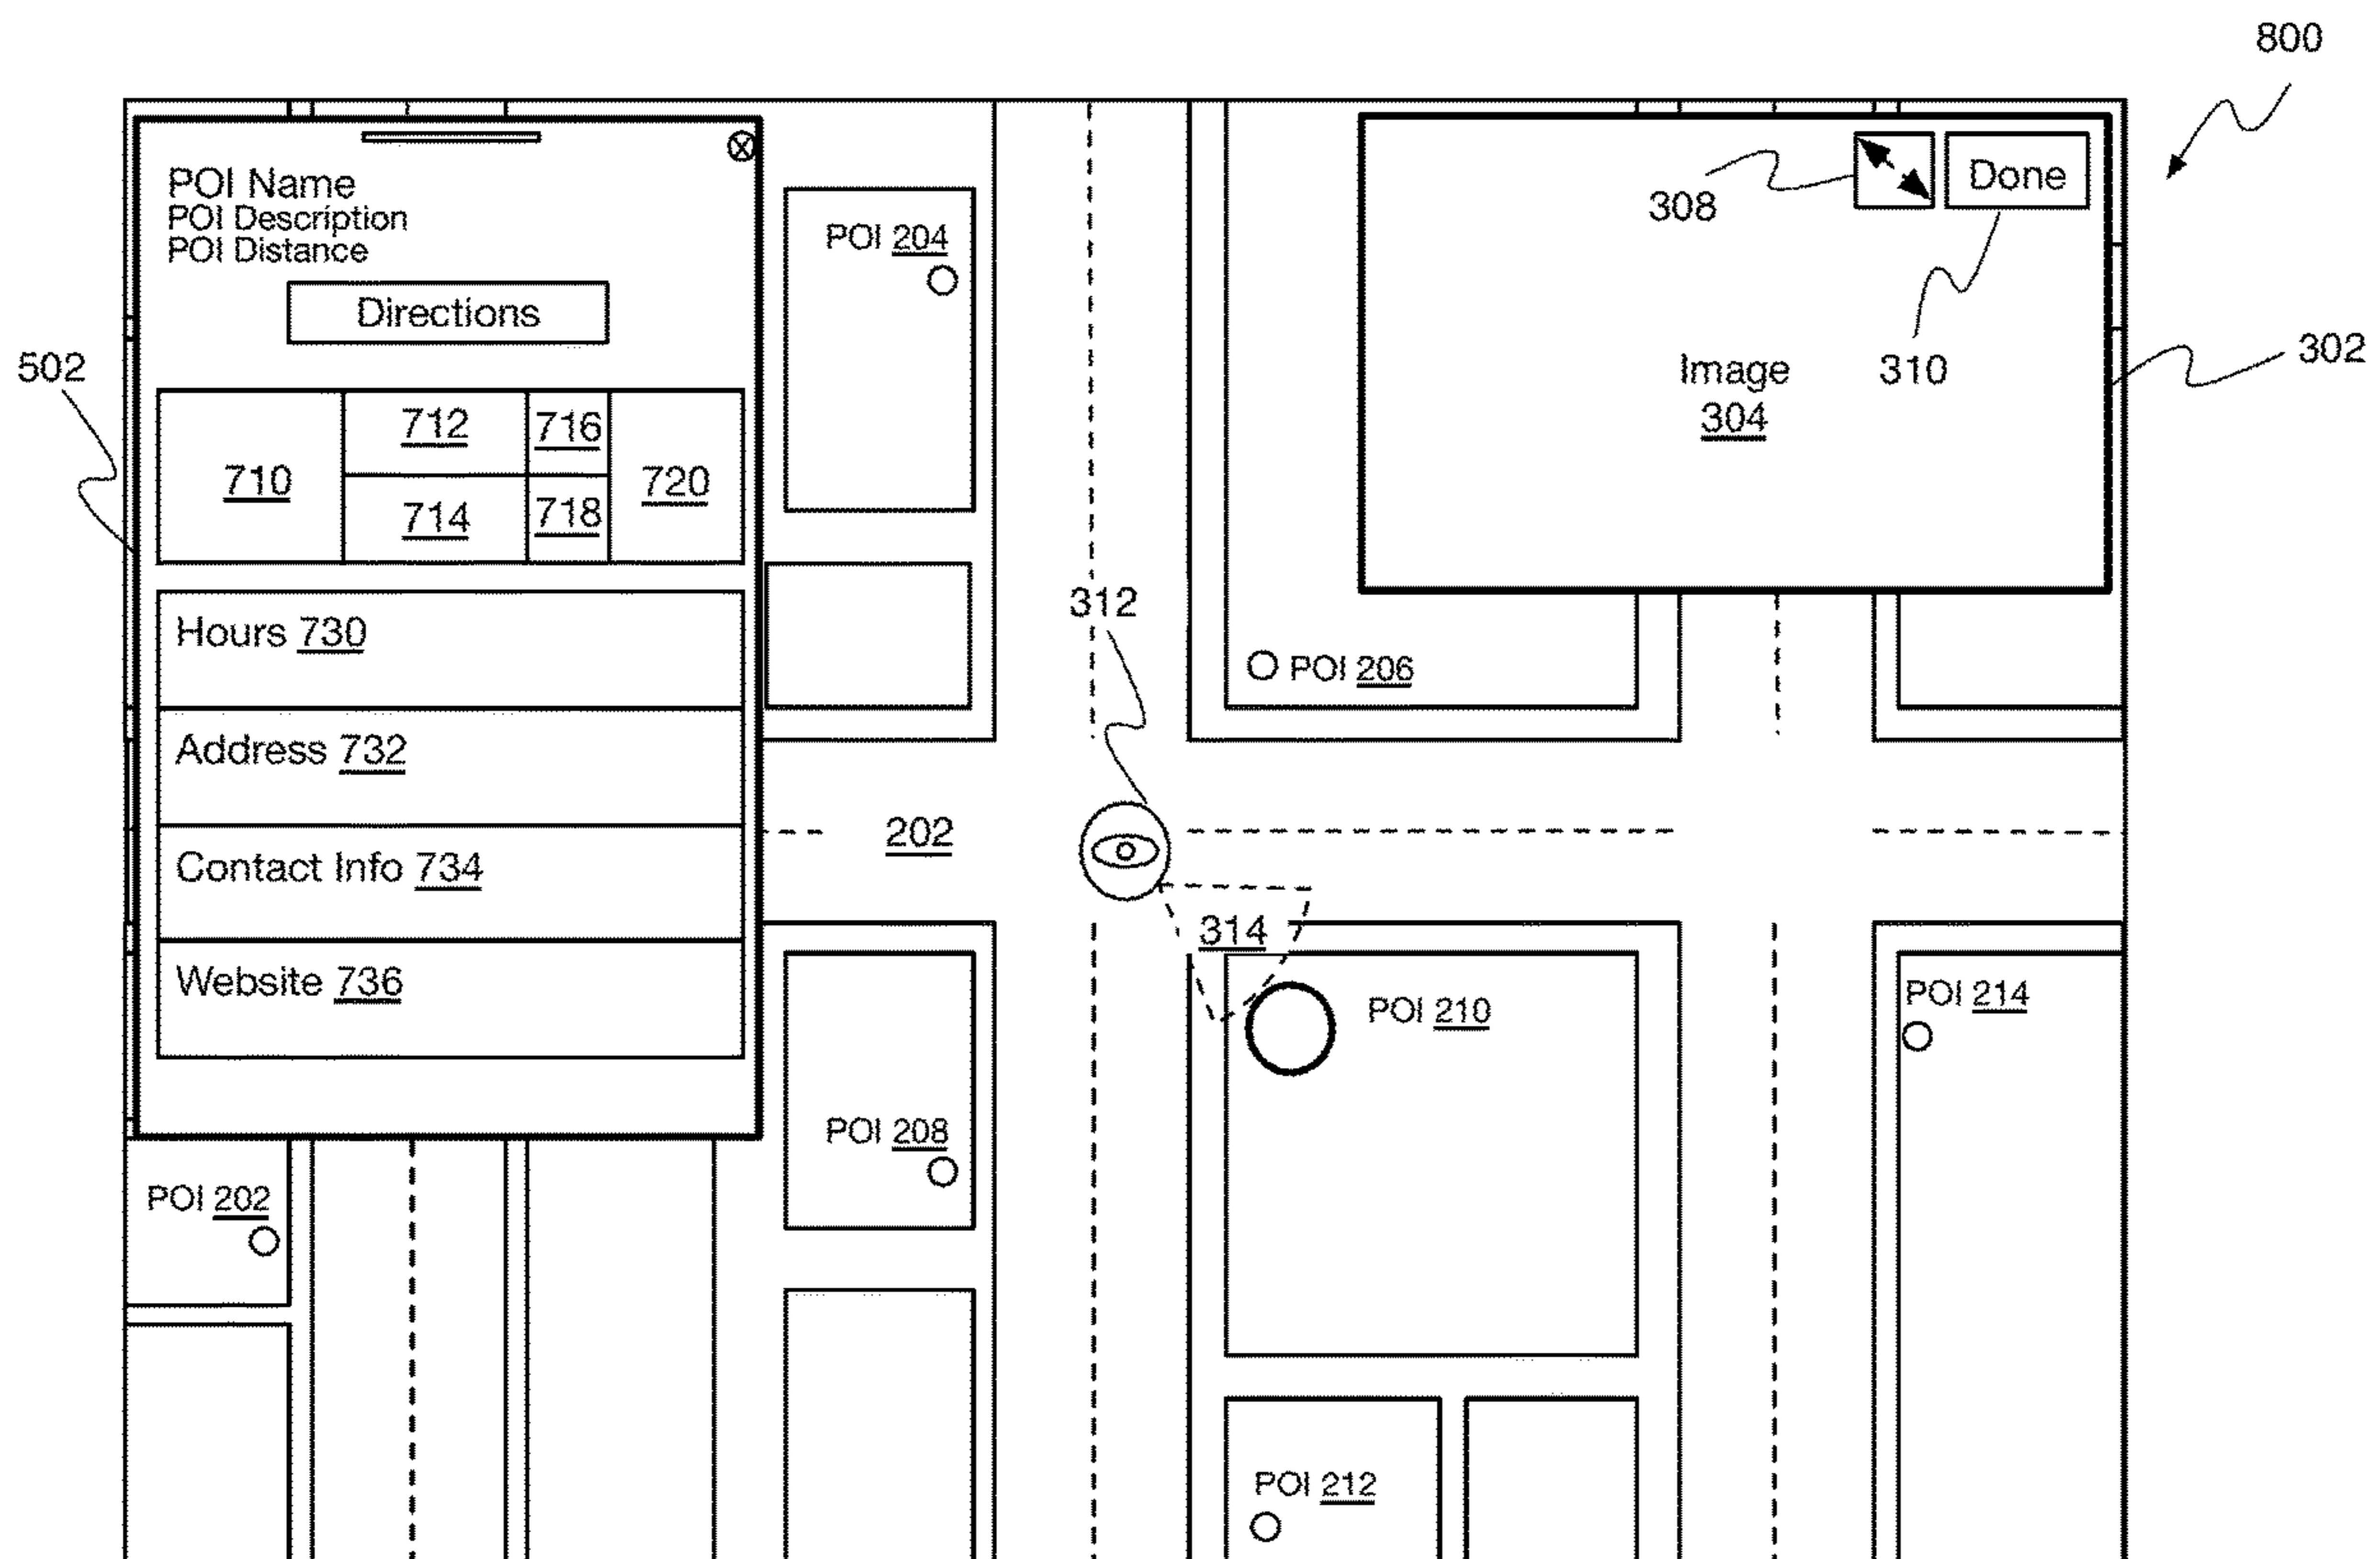 800
POI Name
POI Description
POI Distance
Directions
502
710
712
716
720
714
718
Hours 730
Address 732
Contact Info 734
Website 736
POI 204
308
Done
310
302
Image
304
312
POI 206
202
314
POI 210
POI 214
POI 208
POI 202
POI 212